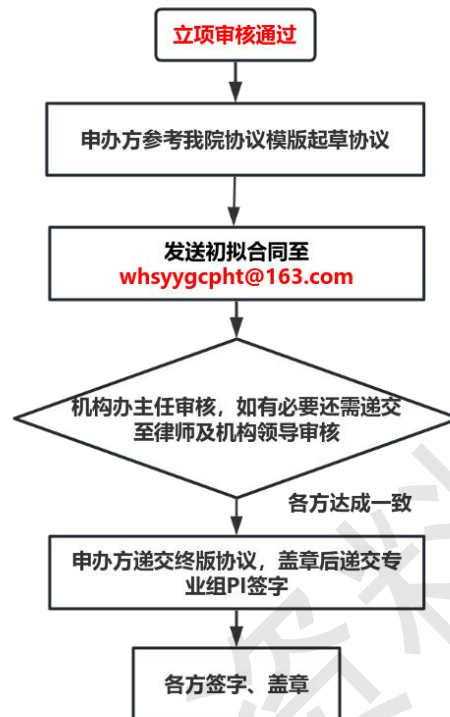 立项审核通过
申办方参考我院协议模版起草协议
发送初拟合同至
whsyygcpht@163.com
机构办主任审核，如有必要还需递交
至律师及机构领导审核
各方达成一致
申办方递交终版协议，盖章后递交专
业组PI签字
各方签字、盖章